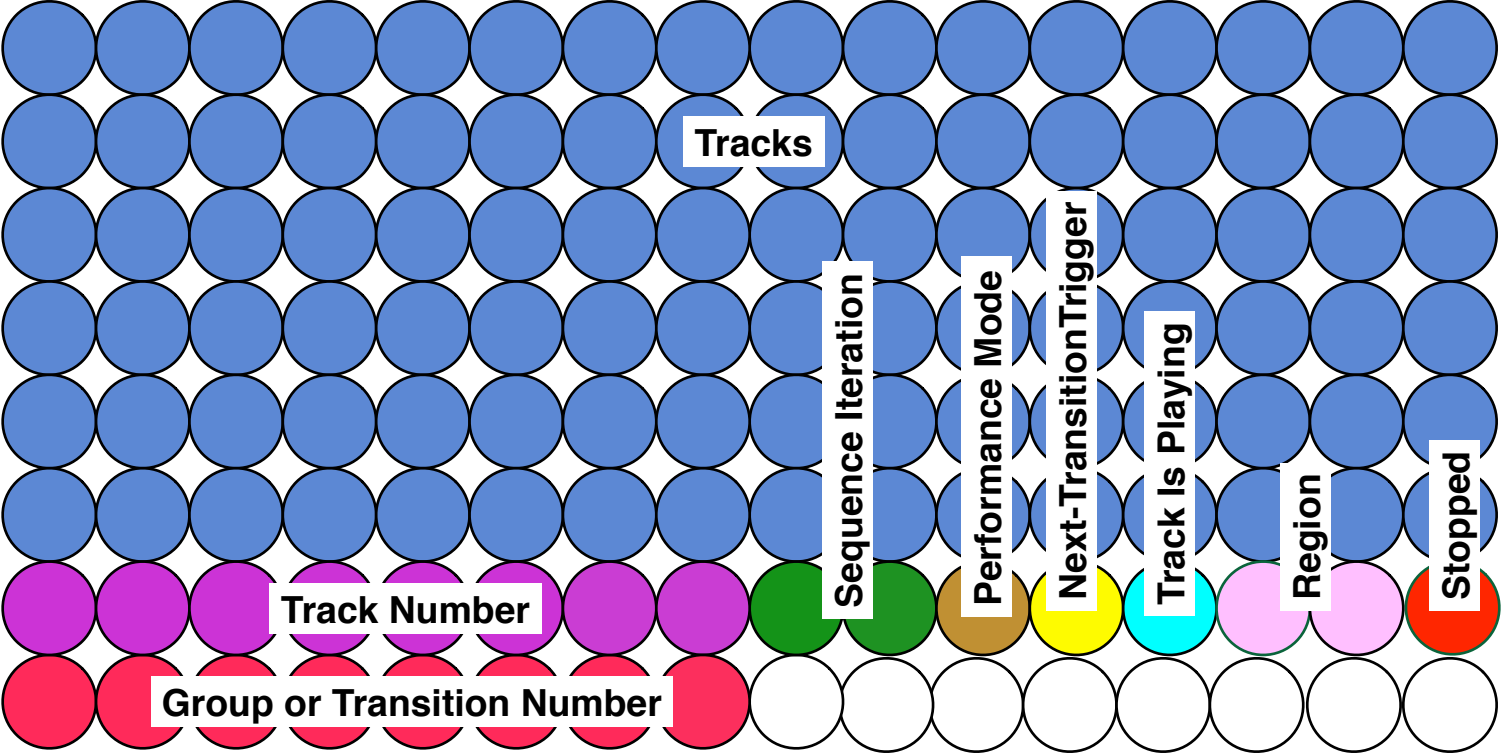 Tracks
Sequence Iteration
Performance Mode
Next-TransitionTrigger
Track Is Playing
Region
Stopped
Track Number
Group or Transition Number